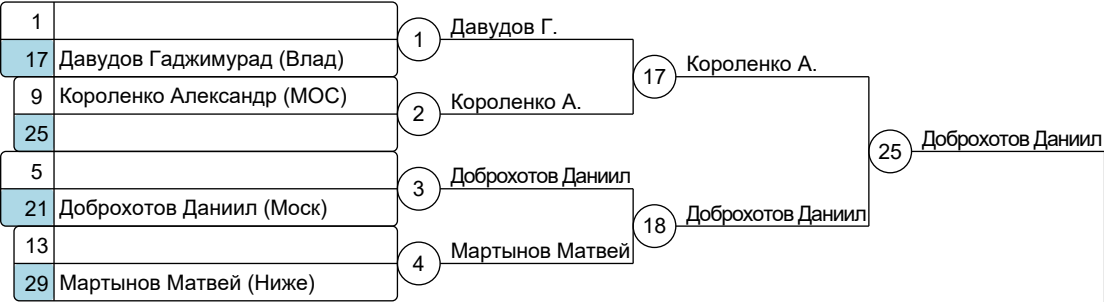 1
17 Давудов Гаджимурад (Влад)
9 Короленко Александр (МОС)
25
5
21 Доброхотов Даниил (Моск)
13
29 Мартынов Матвей (Ниже)
1 Давудов Г.
2 Короленко А.
3 Доброхотов Даниил
4 Мартынов Матвей
17 Короленко А.
18 Доброхотов Даниил
25 Доброхотов Даниил